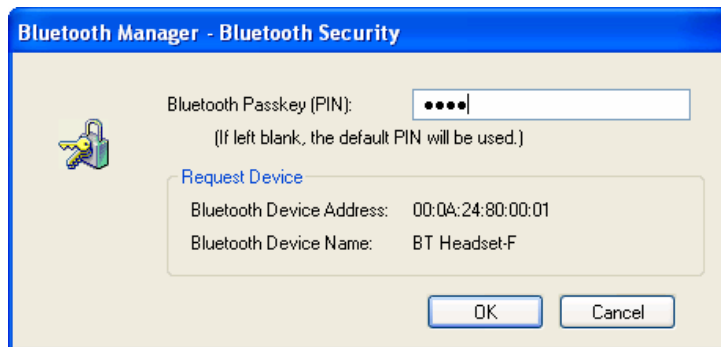 Bluetooth Manager - Bluetooth Security
Bluetooth Passkey (PIN): ●●●●
(If left blank, the default PIN will be used.)
Request Device
Bluetooth Device Address: 00:0A:24:80:00:01
Bluetooth Device Name: BT Headset-F
OK Cancel